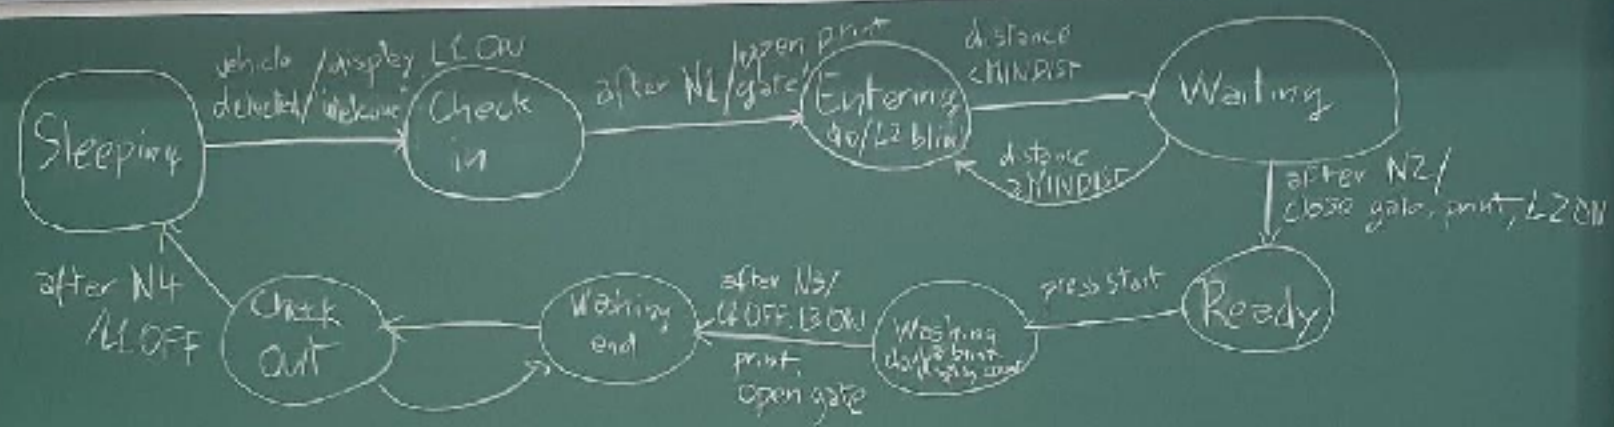 Sleeping
vehicle /display, L1 ON
detected/ "Welcome"
Check
in
after N1/
open, print
gate
Entering
do/L2 blink
distance
<MINDIST
distance
≥MINDIST
Waiting
after N2/
close gate, print, L2 ON
Ready
press start
Washing
after N3/
OFF, L3 ON
print,
open gate
Washing
end
Check
out
after N4
/L1 OFF